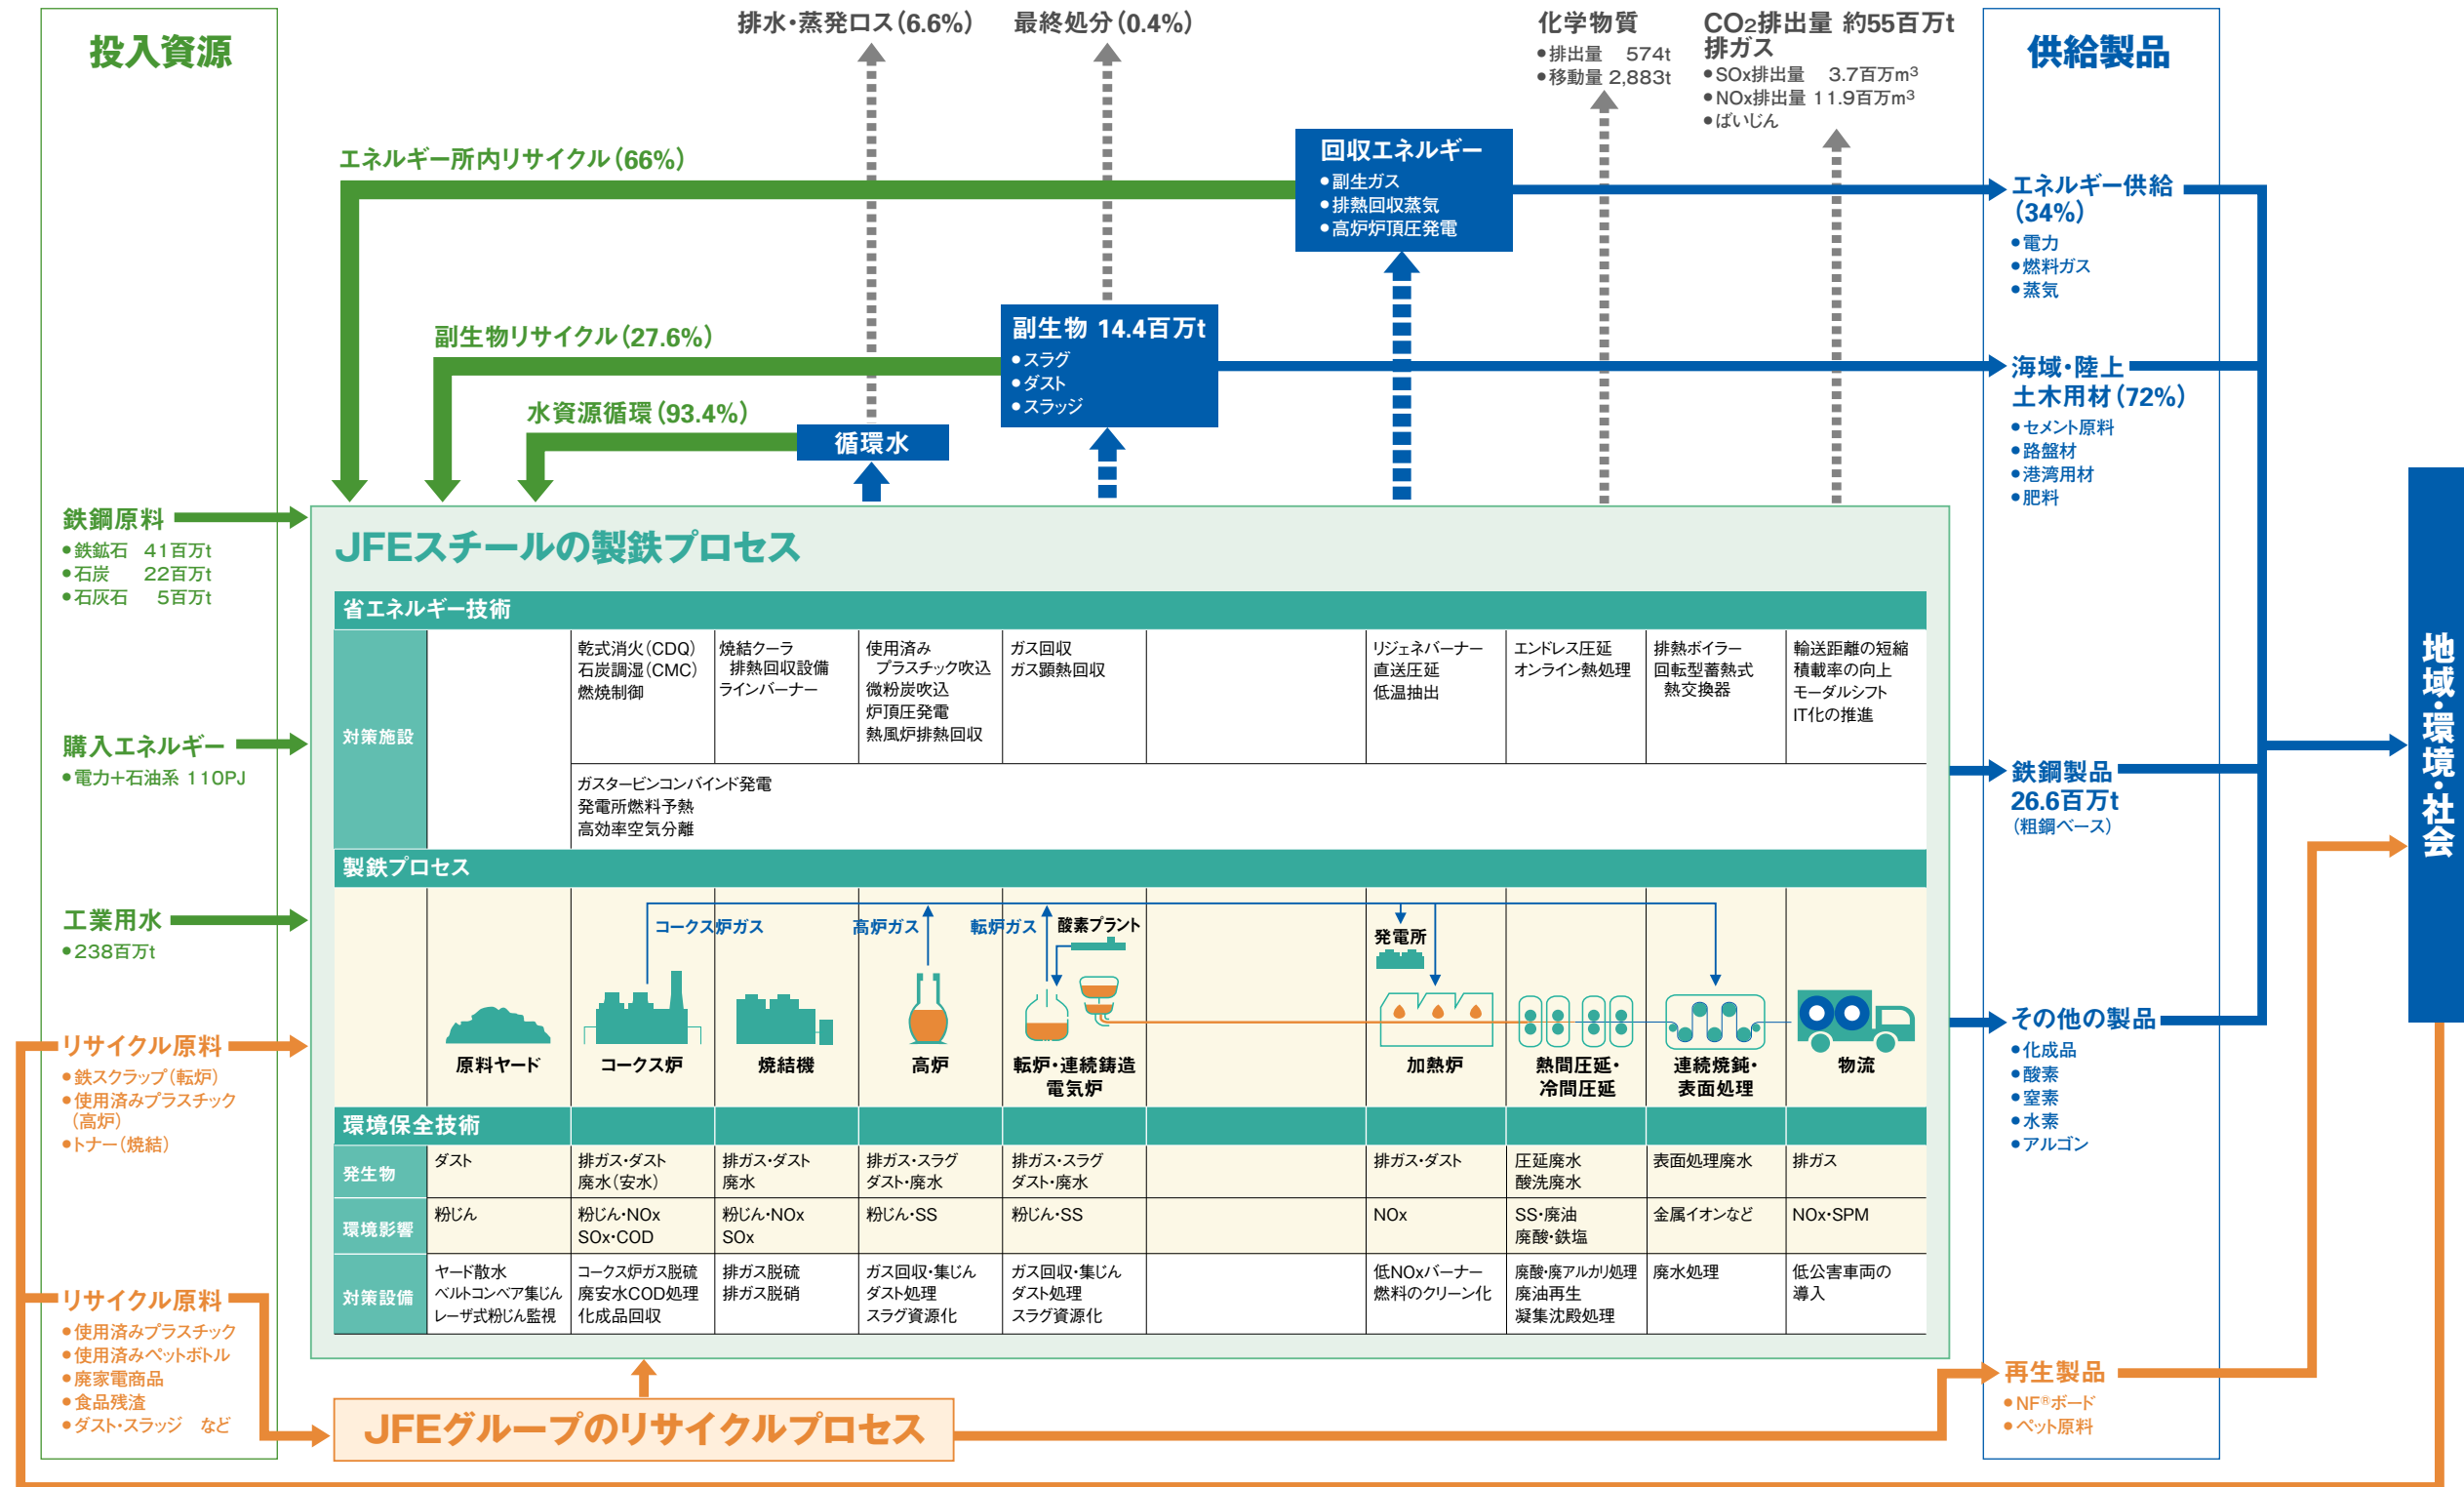 投入資源
排水・蒸発ロス(6.6%)
最終処分(0.4%)
化学物質
●排出量 574t
●移動量 2,883t
CO2排出量 約55百万t
排ガス
●SOx排出量 3.7百万m³
●NOx排出量 11.9百万m³
●ばいじん
供給製品
エネルギー所内リサイクル(66%)
回収エネルギー
●副生ガス
●排熱回収蒸気
●高炉炉頂圧発電
エネルギー供給
(34%)
●電力
●燃料ガス
●蒸気
副生物リサイクル(27.6%)
副生物 14.4百万t
●スラグ
●ダスト
●スラッジ
海域・陸上
土木用材(72%)
●セメント原料
●路盤材
●港湾用材
●肥料
水資源循環(93.4%)
循環水
鉄鋼原料
●鉄鉱石 41百万t
●石炭 22百万t
●石灰石 5百万t
購入エネルギー
●電力+石油系 110PJ
工業用水
●238百万t
リサイクル原料
●鉄スクラップ(転炉)
●使用済みプラスチック
(高炉)
●トナー(焼結)
リサイクル原料
●使用済みプラスチック
●使用済みペットボトル
●廃家電商品
●食品残渣
●ダスト・スラッジ など
JFEスチールの製鉄プロセス
省エネルギー技術
対策施設
乾式消火(CDQ)
石炭調湿(CMC)
燃焼制御
焼結クーラ
排熱回収設備
ラインバーナー
使用済み
プラスチック吹込
微粉炭吹込
炉頂圧発電
熱風炉排熱回収
ガス回収
ガス顕熱回収
リジェネバーナー
直送圧延
低温抽出
エンドレス圧延
オンライン熱処理
排熱ボイラー
回転型蓄熱式
熱交換器
輸送距離の短縮
積載率の向上
モーダルシフト
IT化の推進
ガスタービンコンバインド発電
発電所燃料予熱
高効率空気分離
製鉄プロセス
コークス炉ガス
高炉ガス
転炉ガス
酸素プラント
発電所
原料ヤード
コークス炉
焼結機
高炉
転炉・連続鋳造
電気炉
加熱炉
熱間圧延・
冷間圧延
連続焼鈍・
表面処理
物流
環境保全技術
発生物
ダスト
排ガス・ダスト
廃水(安水)
排ガス・ダスト
廃水
排ガス・スラグ
ダスト・廃水
排ガス・スラグ
ダスト・廃水
排ガス・ダスト
圧延廃水
酸洗廃水
表面処理廃水
排ガス
環境影響
粉じん
粉じん・NOx
SOx・COD
粉じん・NOx
SOx
粉じん・SS
粉じん・SS
NOx
SS・廃油
廃酸・鉄塩
金属イオンなど
NOx・SPM
対策設備
ヤード散水
ベルトコンベア集じん
レーザ式粉じん監視
コークス炉ガス脱硫
廃安水COD処理
化成品回収
排ガス脱硫
排ガス脱硝
ガス回収・集じん
ダスト処理
スラグ資源化
ガス回収・集じん
ダスト処理
スラグ資源化
低NOxバーナー
燃料のクリーン化
廃酸・廃アルカリ処理
廃油再生
凝集沈殿処理
廃水処理
低公害車両の
導入
JFEグループのリサイクルプロセス
鉄鋼製品
26.6百万t
(粗鋼ベース)
その他の製品
●化成品
●酸素
●窒素
●水素
●アルゴン
再生製品
●NF®ボード
●ペット原料
地域・環境・社会